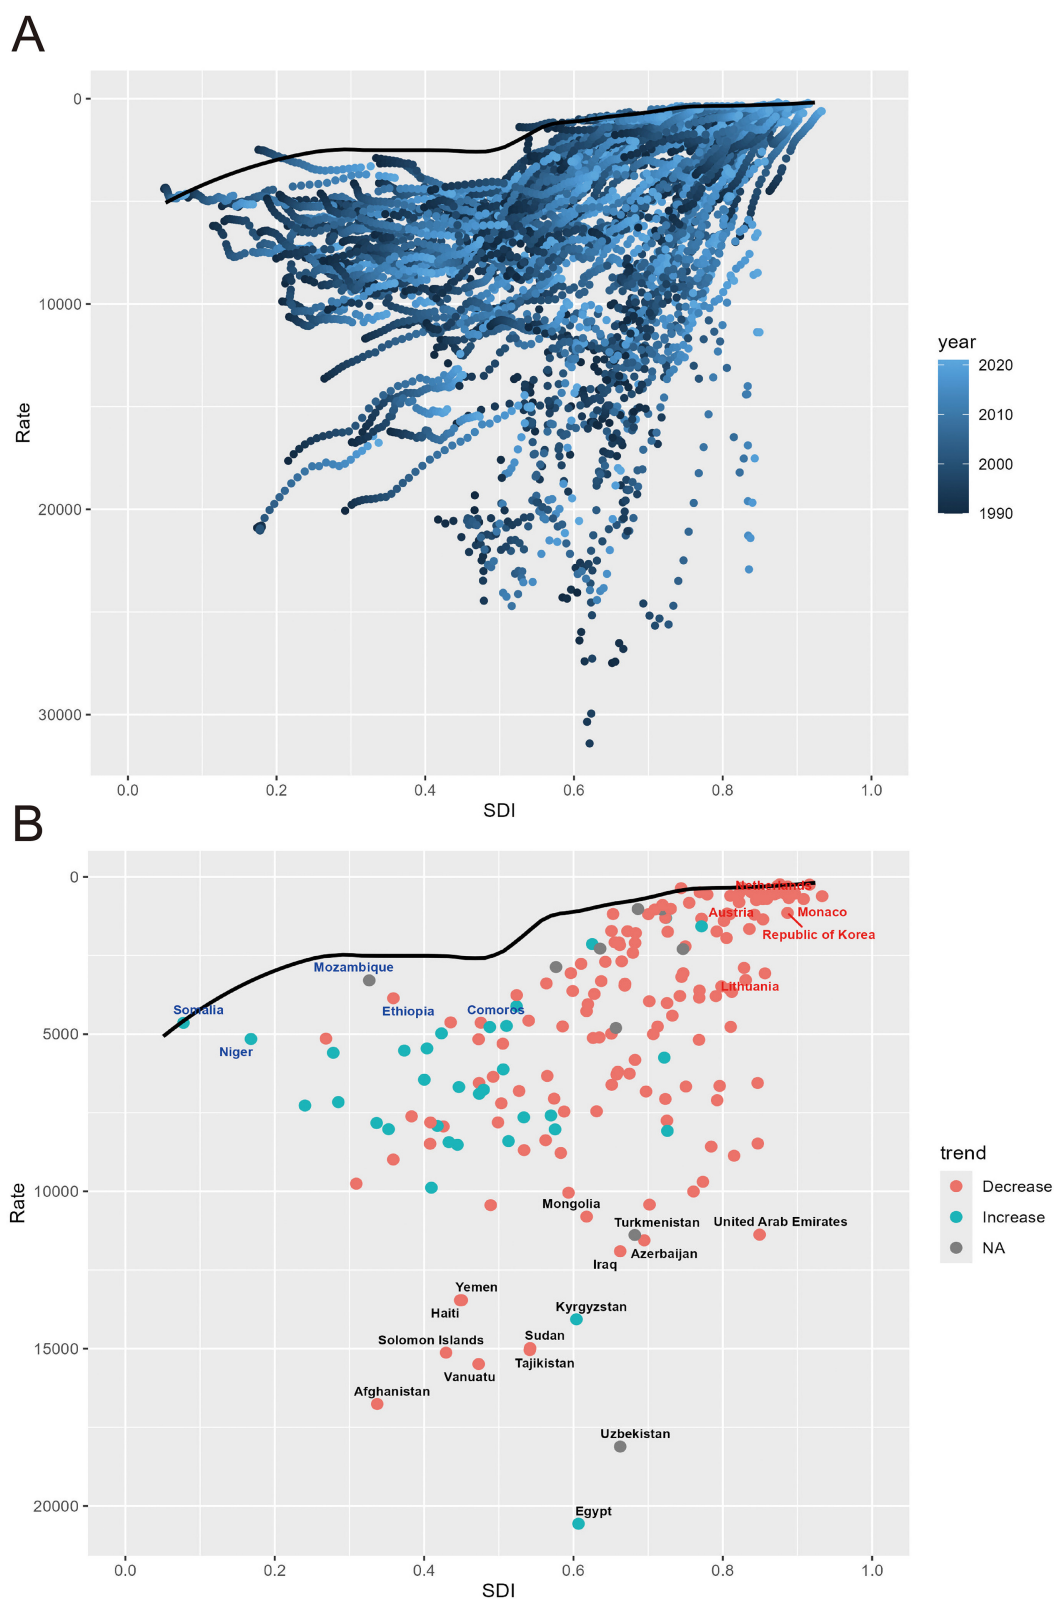 A
0
10000
20000
30000
Rate
0.0 0.2 0.4 0.6 0.8 1.0
SDI
year
2020
2010
2000
1990
B
0
5000
10000
15000
20000
Rate
Netherlands
Austria
Monaco
Republic of Korea
Mozambique
Lithuania
Somalia
Ethiopia
Comoros
Niger
Mongolia
Turkmenistan
United Arab Emirates
Azerbaijan
Iraq
Yemen
Haiti
Kyrgyzstan
Solomon Islands
Sudan
Tajikistan
Vanuatu
Afghanistan
Uzbekistan
Egypt
0.0 0.2 0.4 0.6 0.8 1.0
SDI
trend
Decrease
Increase
NA